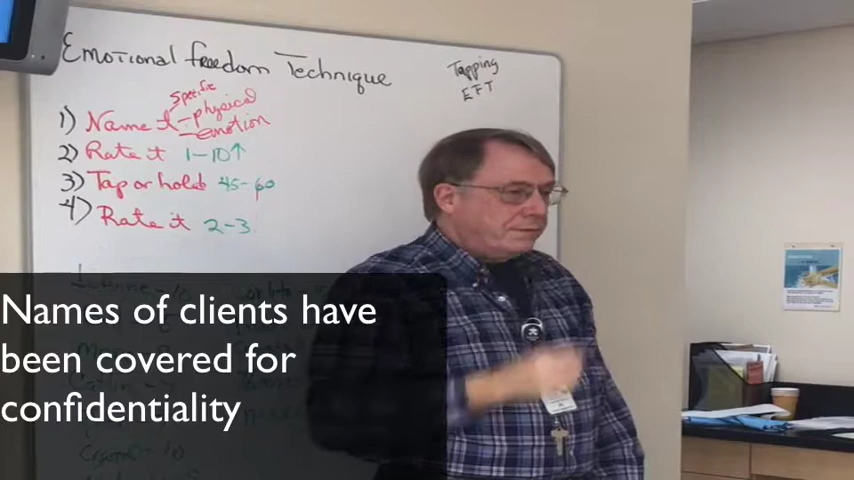 Emotional freedom Technique
Tapping
EFT
specific
1) Name it - physical
- emotion
2) Rate it 1-10↑
3) Tap or hold 45-60
4) Rate it 2-3
Names of clients have
been covered for
confidentiality